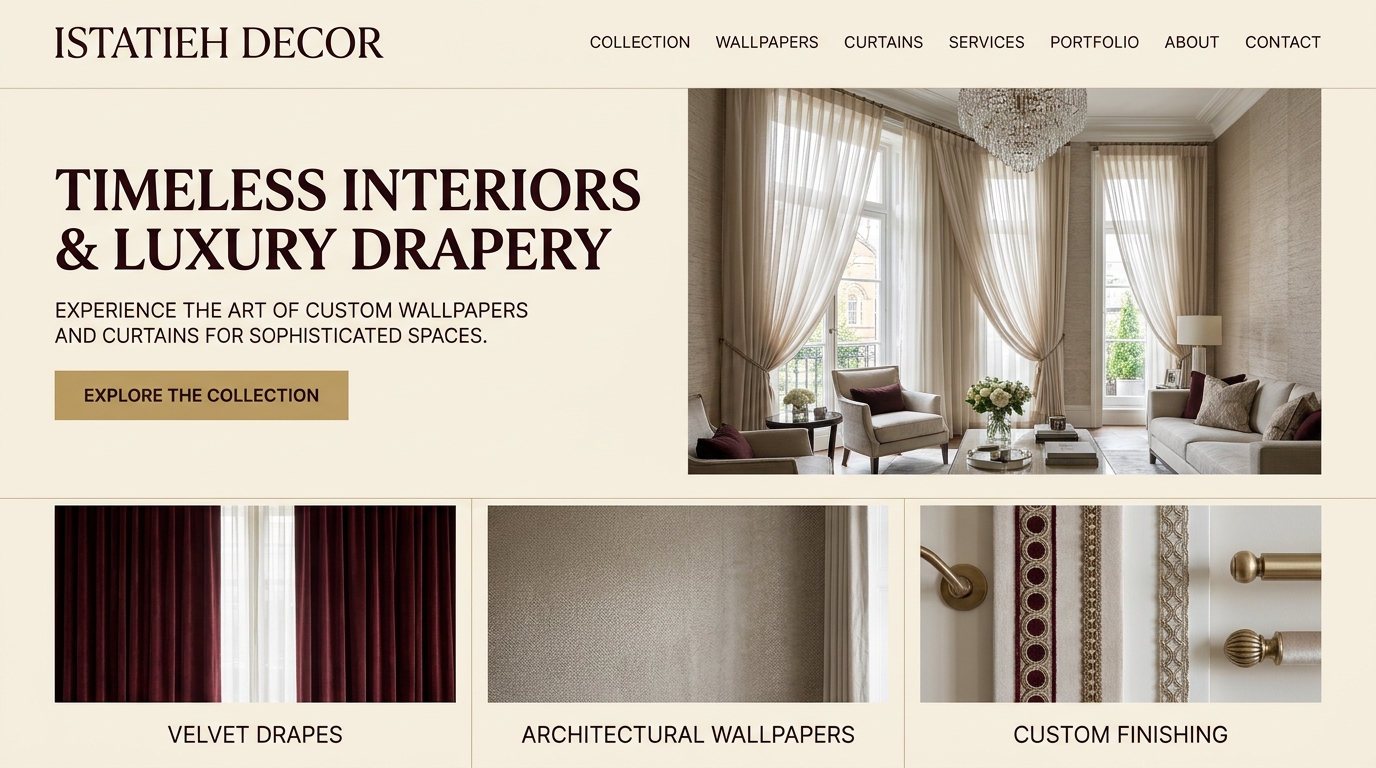 ISTATIEH DECOR
COLLECTION WALLPAPERS CURTAINS SERVICES PORTFOLIO ABOUT CONTACT
TIMELESS INTERIORS
& LUXURY DRAPERY
EXPERIENCE THE ART OF CUSTOM WALLPAPERS
AND CURTAINS FOR SOPHISTICATED SPACES.
EXPLORE THE COLLECTION
VELVET DRAPES
ARCHITECTURAL WALLPAPERS
CUSTOM FINISHING